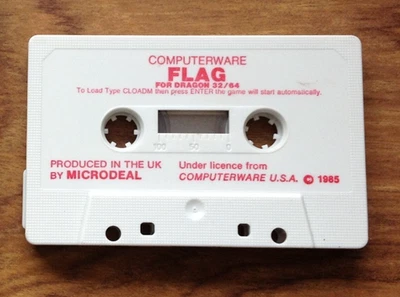 COMPUTERWARE
FLAG
FOR DRAGON 32/64
To Load Type CLOADM then press ENTER the game will start automatically.
100 50 0
PRODUCED IN THE UK
BY MICRODEAL
Under licence from
COMPUTERWARE U.S.A. © 1985